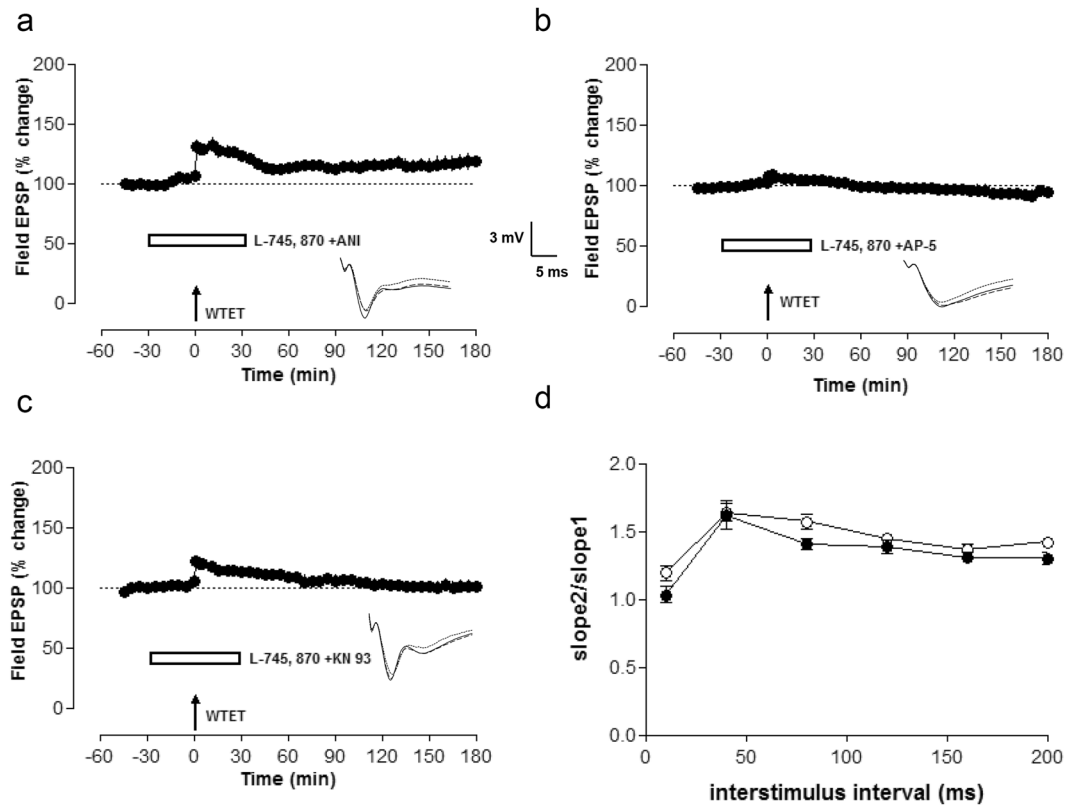 a
200
150
100
50
0
Field EPSP (% change)
L-745, 870 +ANI
WTET
-60 -30 0 30 60 90 120 150 180
Time (min)
3 mV
5 ms
b
200
150
100
50
0
Field EPSP (% change)
L-745, 870 +AP-5
WTET
-60 -30 0 30 60 90 120 150 180
Time (min)
c
200
150
100
50
0
Field EPSP (% change)
L-745, 870 +KN 93
WTET
-60 -30 0 30 60 90 120 150 180
Time (min)
d
2.0
1.5
1.0
0.5
0.0
slope2/slope1
0 50 100 150 200
interstimulus interval (ms)